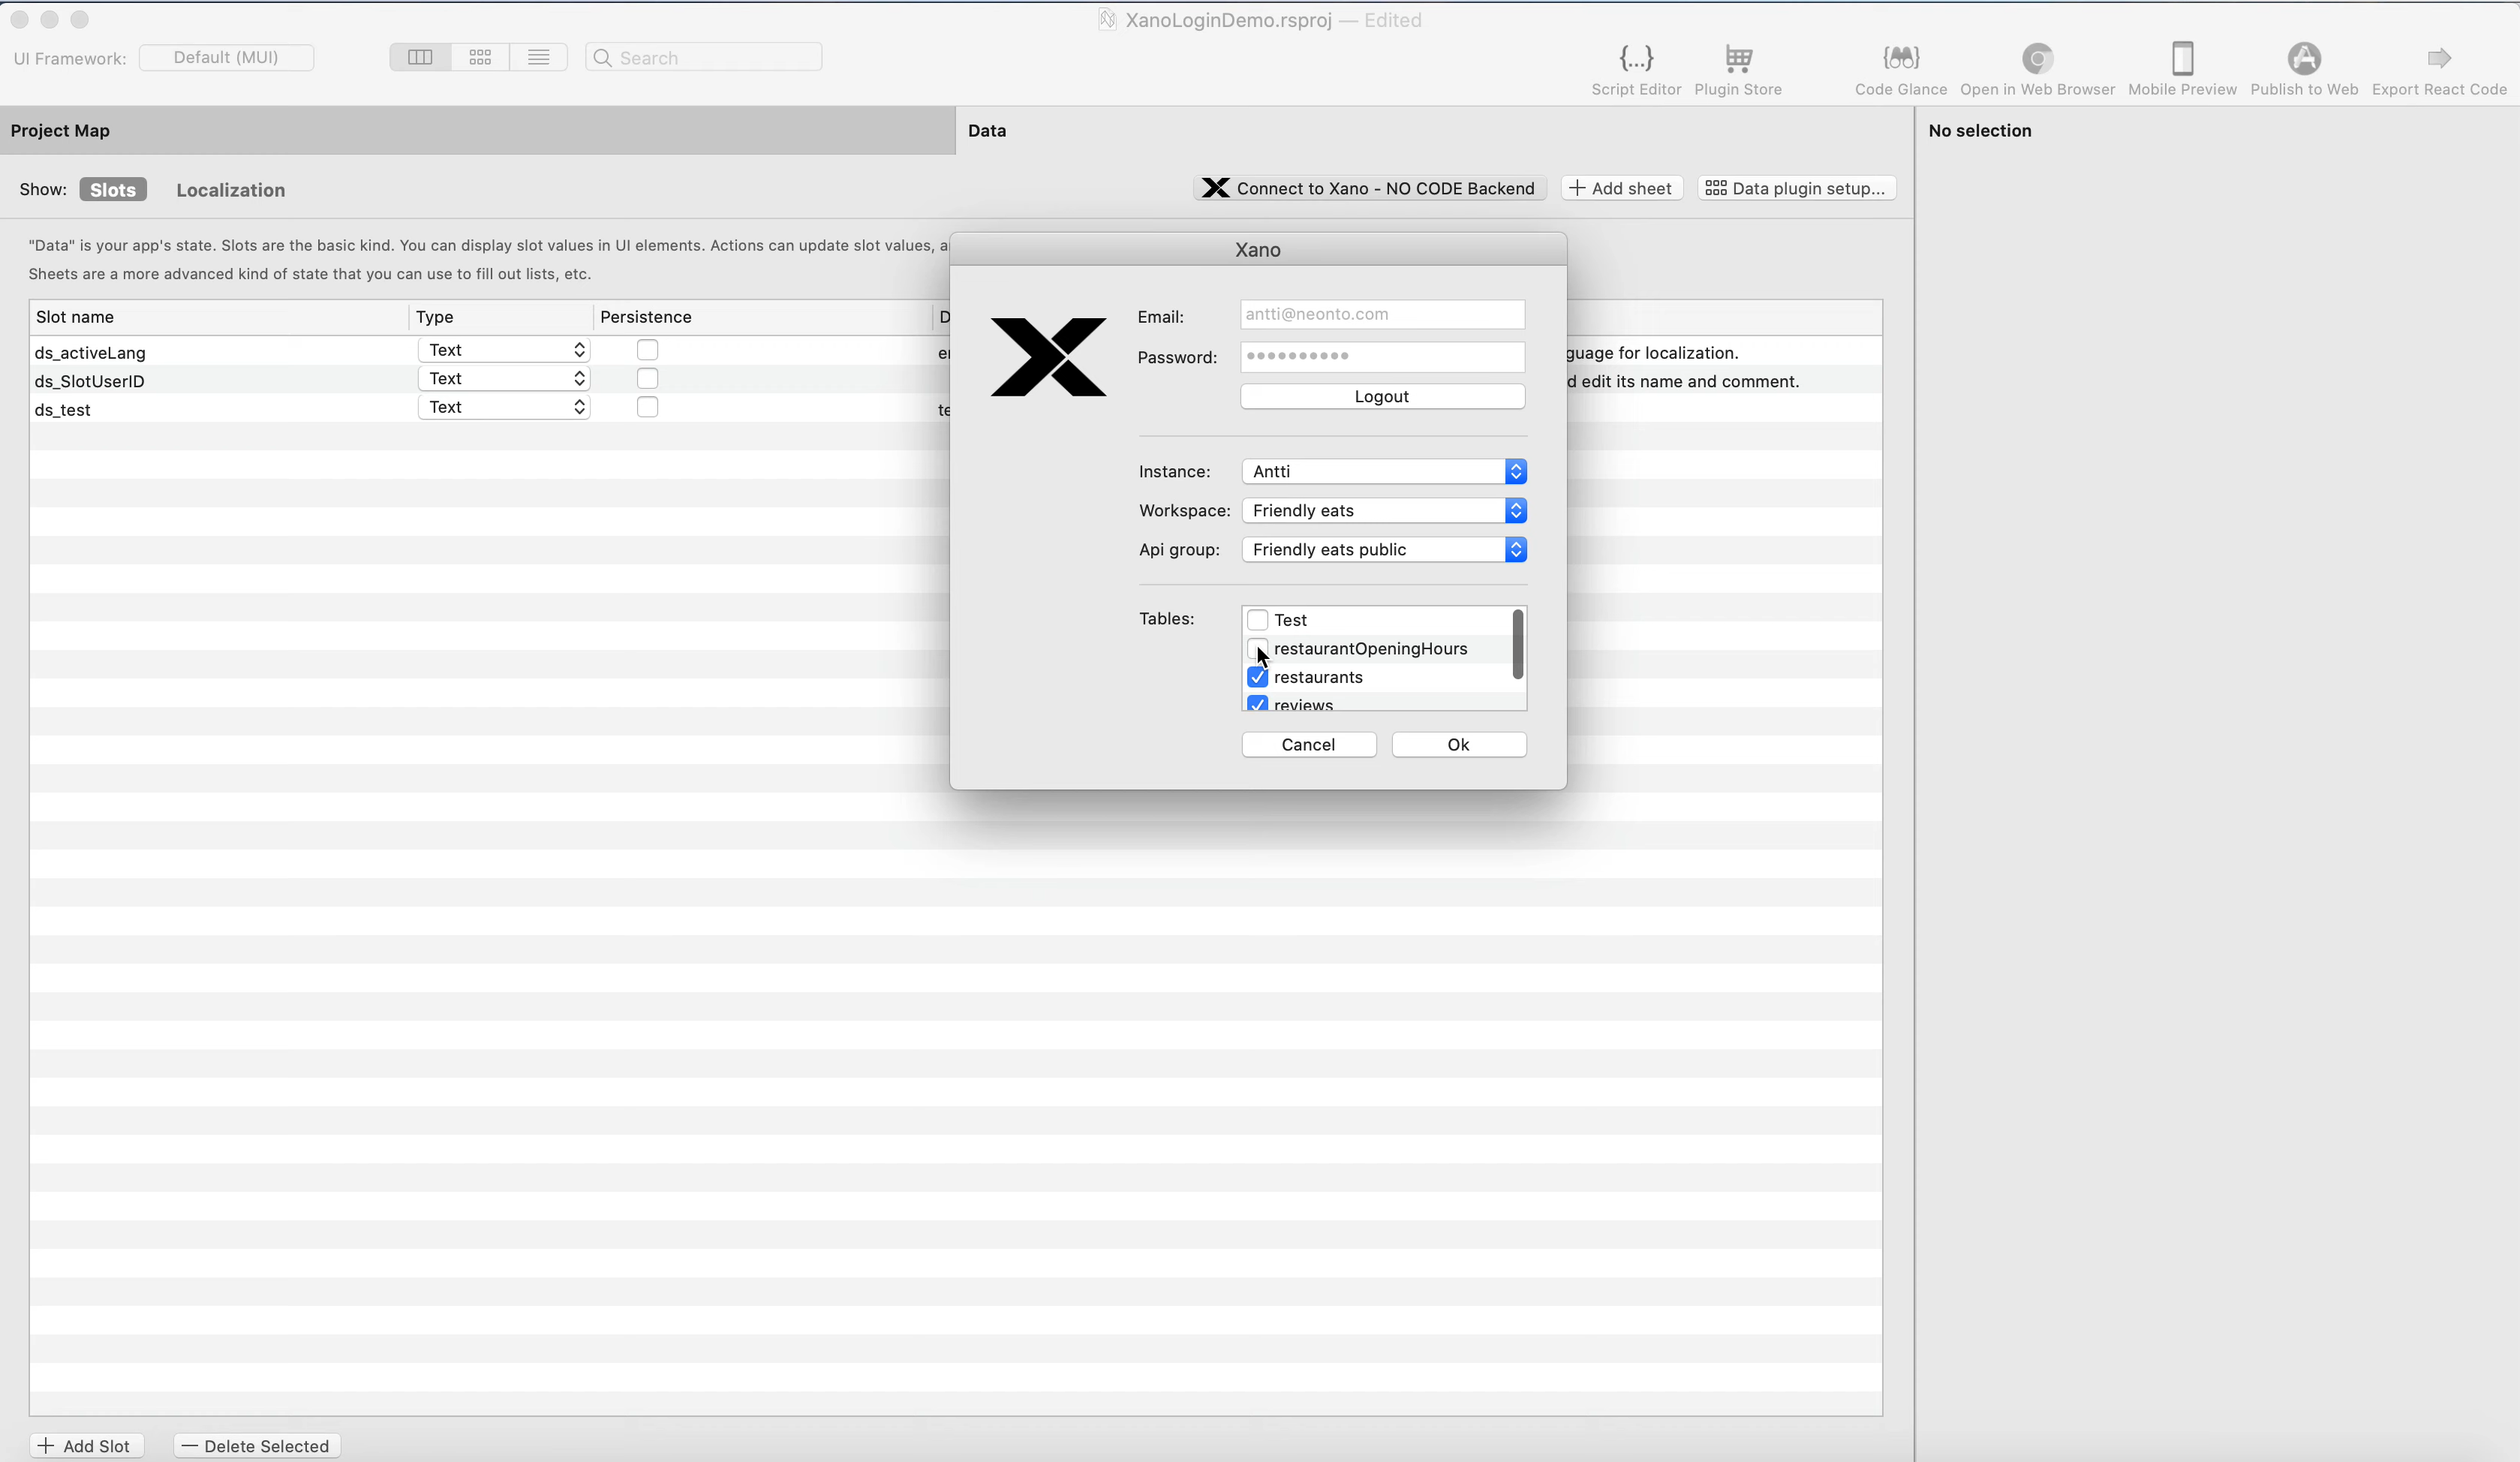 XanoLoginDemo.rsproj — Edited
UI Framework: Default (MUI)
Search
{...}
Script Editor
Plugin Store
Code Glance
Open in Web Browser
Mobile Preview
Publish to Web
Export React Code
Project Map
Data
No selection
Show: Slots Localization
Connect to Xano - NO CODE Backend
Add sheet
Data plugin setup...
"Data" is your app's state. Slots are the basic kind. You can display slot values in UI elements. Actions can update slot values, a
Sheets are a more advanced kind of state that you can use to fill out lists, etc.
Slot name Type Persistence D
ds_activeLang Text guage for localization.
ds_SlotUserID Text d edit its name and comment.
ds_test Text te
Xano
Email: antti@neonto.com
Password:
Logout
Instance: Antti
Workspace: Friendly eats
Api group: Friendly eats public
Tables: Test
restaurantOpeningHours
restaurants
reviews
Cancel Ok
Add Slot
Delete Selected